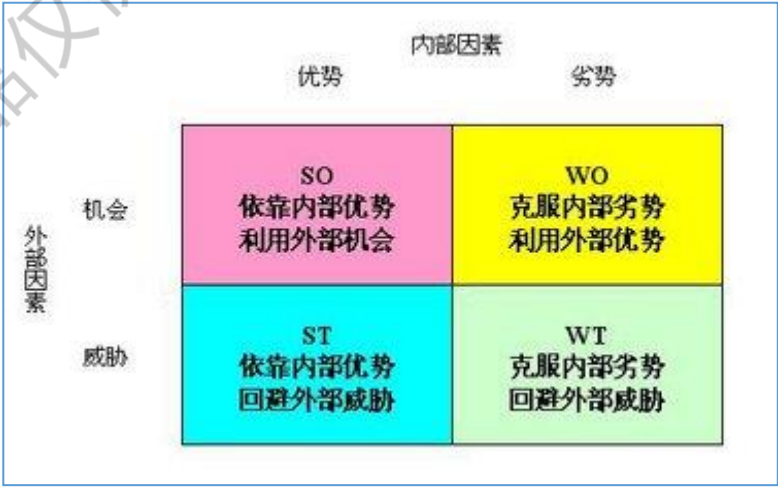 内部因素
优势 劣势
SO
依靠内部优势
利用外部机会
WO
克服内部劣势
利用外部优势
机会
外部因素
ST
依靠内部优势
回避外部威胁
WT
克服内部劣势
回避外部威胁
威胁